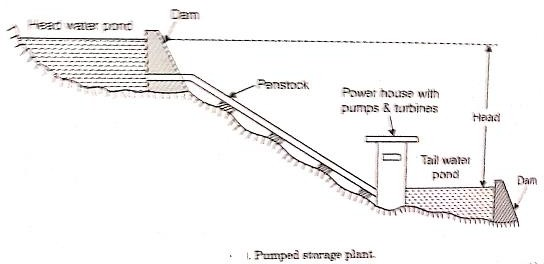 Dam
Head water pond
Penstock
Power house with
pumps & turbines
Head
Tail water
pond
Dam
. Pumped storage plant.